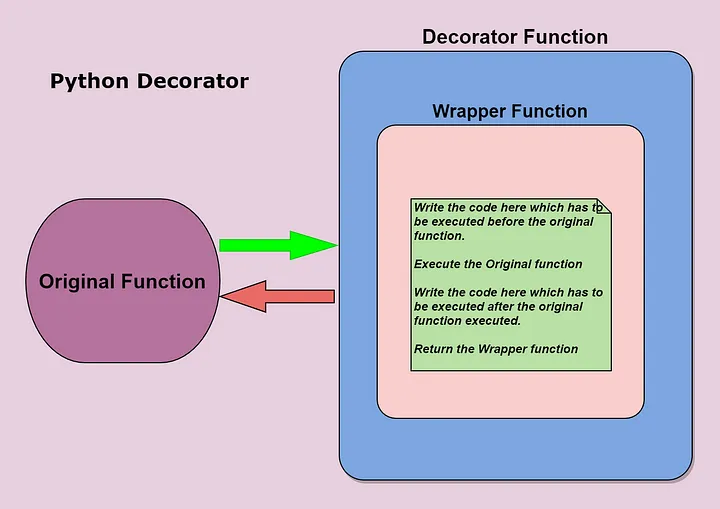 Decorator Function
Python Decorator
Wrapper Function
Write the code here which has to
be executed before the original
function.
Execute the Original function
Write the code here which has to
be executed after the original
function executed.
Return the Wrapper function
Original Function